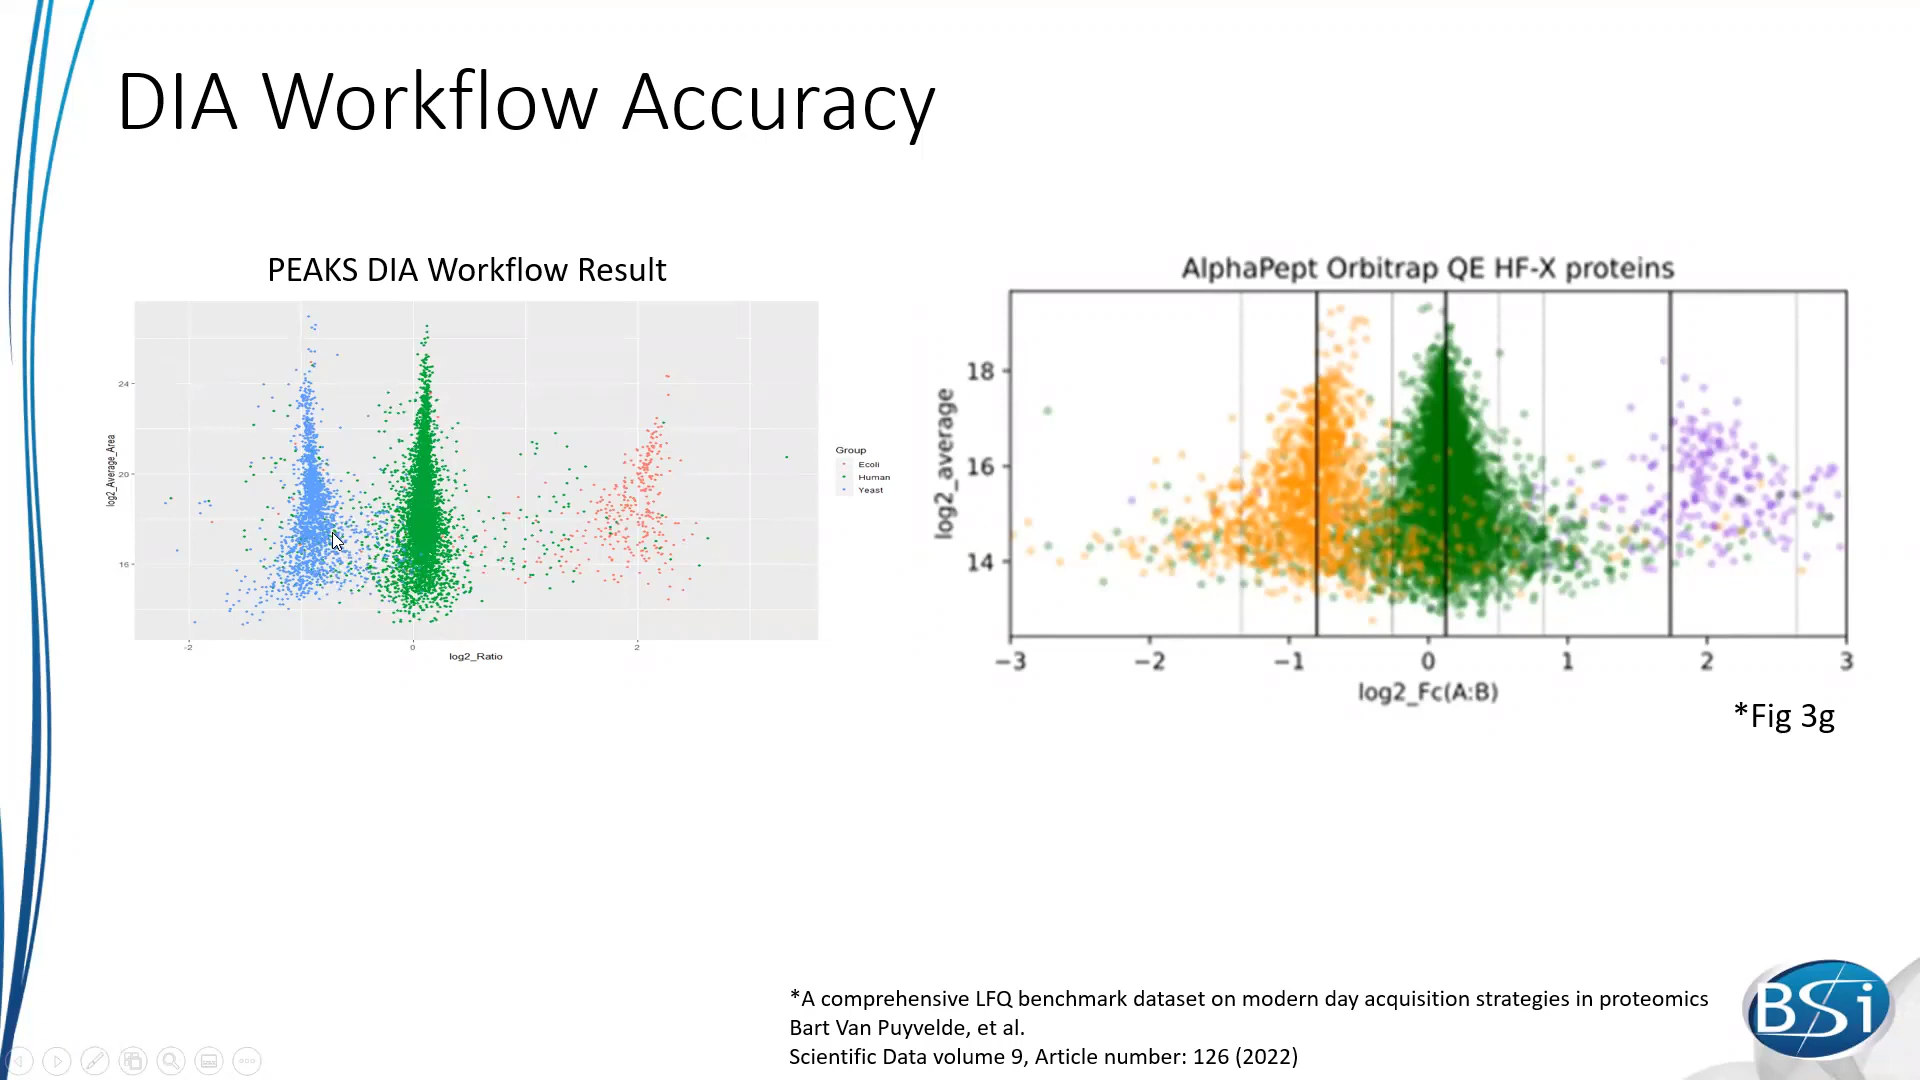 DIA Workflow Accuracy
PEAKS DIA Workflow Result
24
20
16
log2_Average_Area
-2
0
2
log2_Ratio
Group
Ecoli
Human
Yeast
AlphaPept Orbitrap QE HF-X proteins
18
16
14
log2_average
−3
−2
−1
0
1
2
3
log2_Fc(A:B)
*Fig 3g
*A comprehensive LFQ benchmark dataset on modern day acquisition strategies in proteomics
Bart Van Puyvelde, et al.
Scientific Data volume 9, Article number: 126 (2022)
BSi